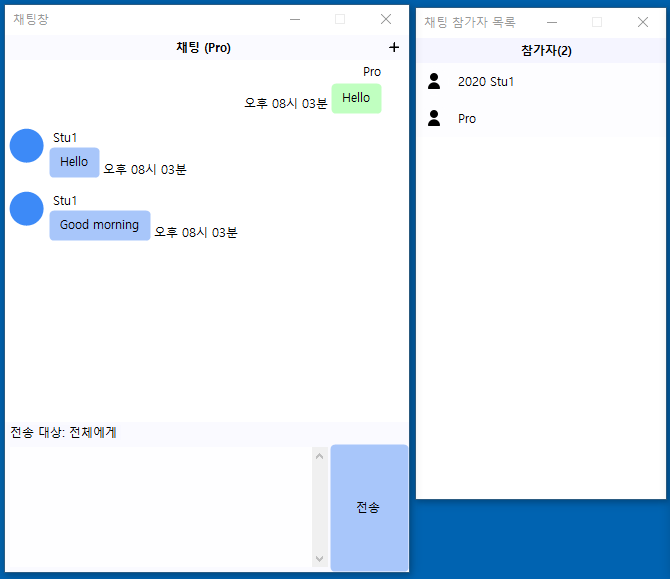 채팅창
채팅 (Pro)
+
Pro
오후 08시 03분 Hello
Stu1
Hello 오후 08시 03분
Stu1
Good morning 오후 08시 03분
전송 대상: 전체에게
전송
채팅 참가자 목록
참가자(2)
2020 Stu1
Pro